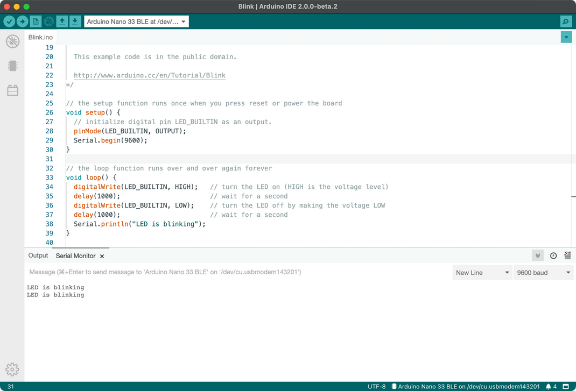 Blink | Arduino IDE 2.0.0-beta.2
Arduino Nano 33 BLE at /dev/...
Blink.ino
19
20 This example code is in the public domain.
21
22 http://www.arduino.cc/en/Tutorial/Blink
23 */
24
25 // the setup function runs once when you press reset or power the board
26 void setup() {
27 // initialize digital pin LED_BUILTIN as an output.
28 pinMode(LED_BUILTIN, OUTPUT);
29 Serial.begin(9600);
30 }
31
32 // the loop function runs over and over again forever
33 void loop() {
34 digitalWrite(LED_BUILTIN, HIGH); // turn the LED on (HIGH is the voltage level)
35 delay(1000); // wait for a second
36 digitalWrite(LED_BUILTIN, LOW); // turn the LED off by making the voltage LOW
37 delay(1000); // wait for a second
38 Serial.println("LED is blinking");
39 }
40
Output Serial Monitor x
Message (⌘+Enter to send message to 'Arduino Nano 33 BLE' on '/dev/cu.usbmodem143201')
New Line 9600 baud
LED is blinking
LED is blinking
31 UTF-8 Arduino Nano 33 BLE on /dev/cu.usbmodem143201 4